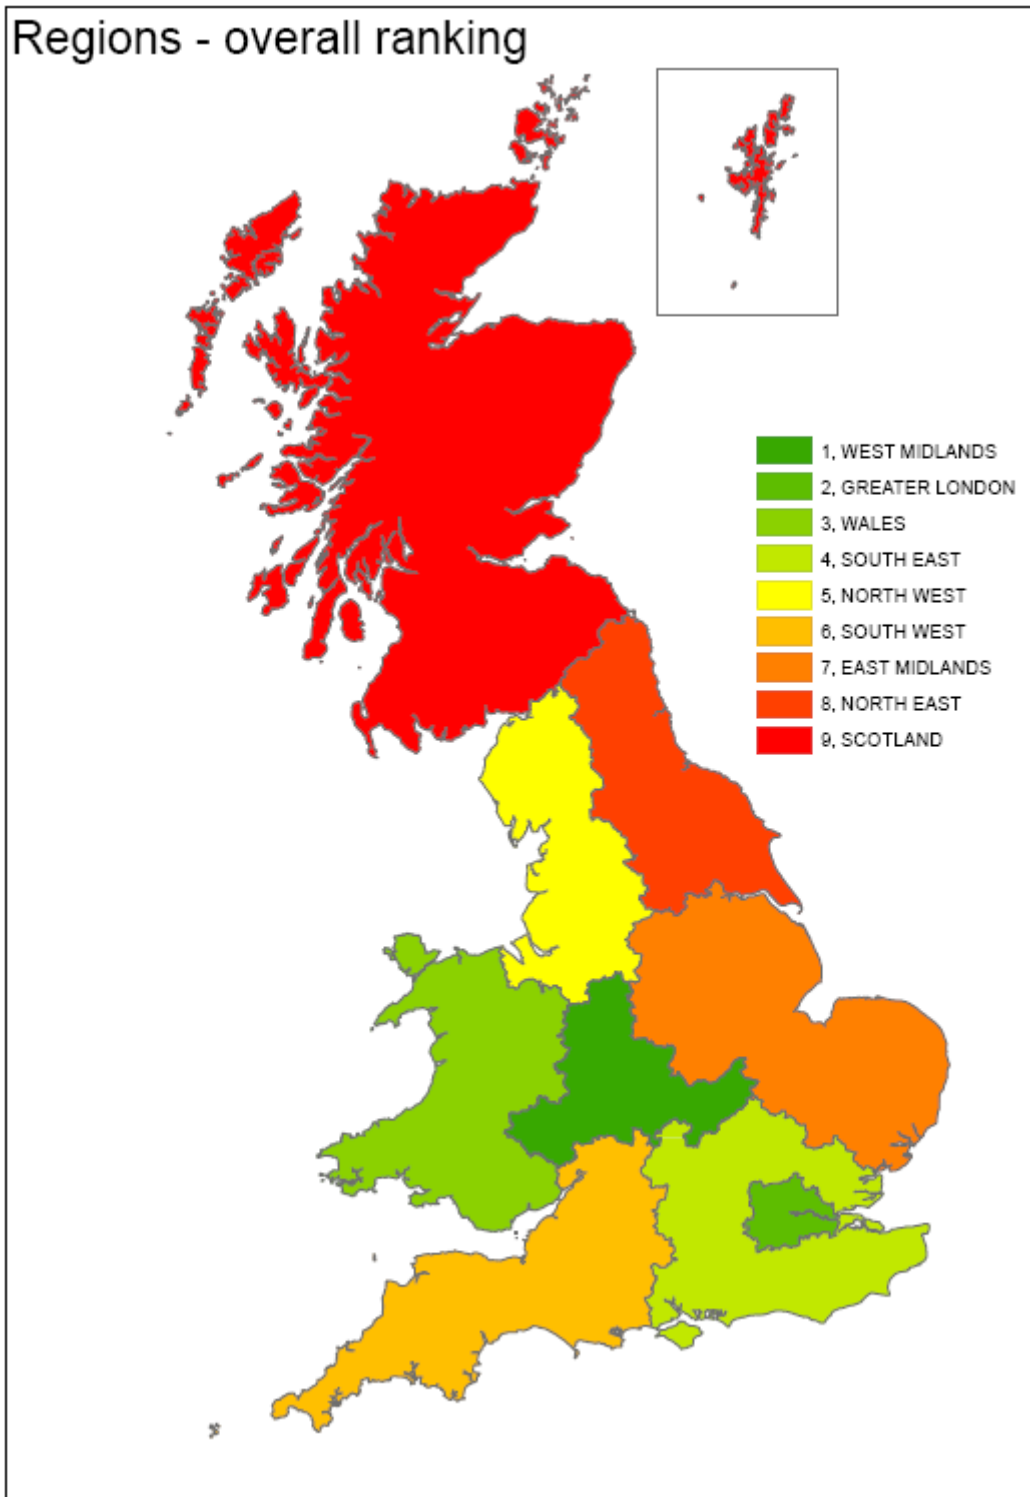 Regions - overall ranking
1, WEST MIDLANDS
2, GREATER LONDON
3, WALES
4, SOUTH EAST
5, NORTH WEST
6, SOUTH WEST
7, EAST MIDLANDS
8, NORTH EAST
9, SCOTLAND